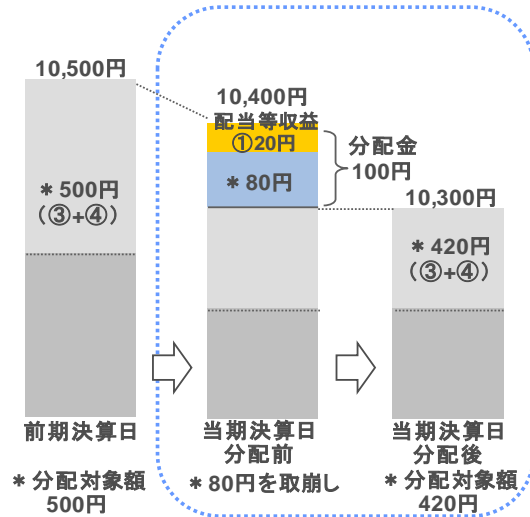 10,500円
10,400円
配当等収益
①20円
分配金
100円
＊500円
(③+④)
＊80円
10,300円
＊420円
(③+④)
前期決算日
当期決算日
分配前
当期決算日
分配後
＊分配対象額
500円
＊80円を取崩し
＊分配対象額
420円